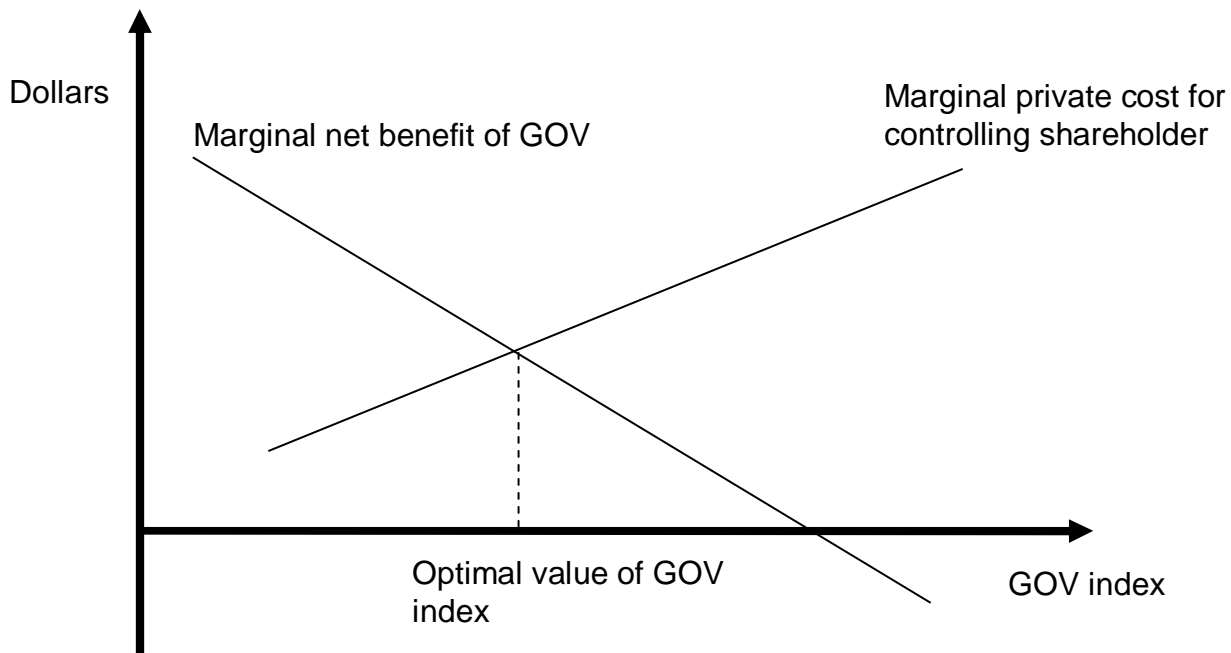 Dollars
Marginal net benefit of GOV
Marginal private cost for
controlling shareholder
Optimal value of GOV
index
GOV index